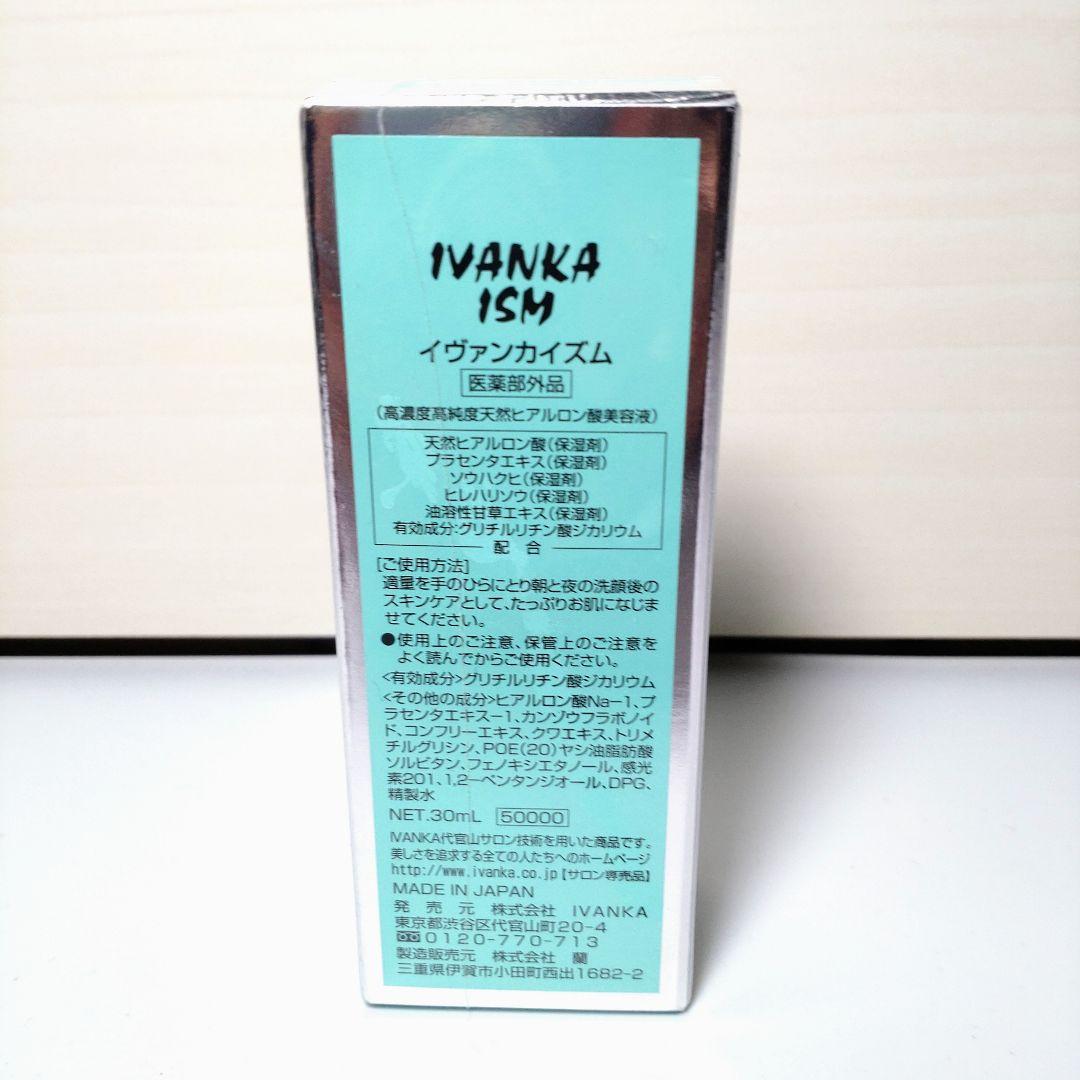 IVANKA
ISM
イヴァンカイズム
医薬部外品
(高濃度高純度天然ヒアルロン酸美容液)
天然ヒアルロン酸(保湿剤)
プラセンタエキス(保湿剤)
ソウハクヒ(保湿剤)
ヒレハリソウ(保湿剤)
油溶性甘草エキス(保湿剤)
有効成分:グリチルリチン酸ジカリウム
配 合
[ご使用方法]
適量を手のひらにとり朝と夜の洗顔後の
スキンケアとして、たっぷりお肌になじま
せてください。
●使用上のご注意、保管上のご注意を
よく読んでからご使用ください。
<有効成分>グリチルリチン酸ジカリウム
<その他の成分>ヒアルロン酸Na-1、プ
ラセンタエキス-1、カンゾウフラボノイ
ド、コンフリーエキス、クワエキス、トリメ
チルグリシン、POE(20)ヤシ油脂肪酸
ソルビタン、フェノキシエタノール、感光
素201、1,2-ペンタンジオール、DPG、
精製水
NET.30mL 50000
IVANKA代官山サロン技術を用いた商品です。
美しさを追求する全ての人たちへのホームページ
http://www.ivanka.co.jp【サロン専売品】
MADE IN JAPAN
発 売 元 株式会社 IVANKA
東京都渋谷区代官山町20-4
0120-770-713
製造販売元 株式会社 蘭
三重県伊賀市小田町西出1682-2